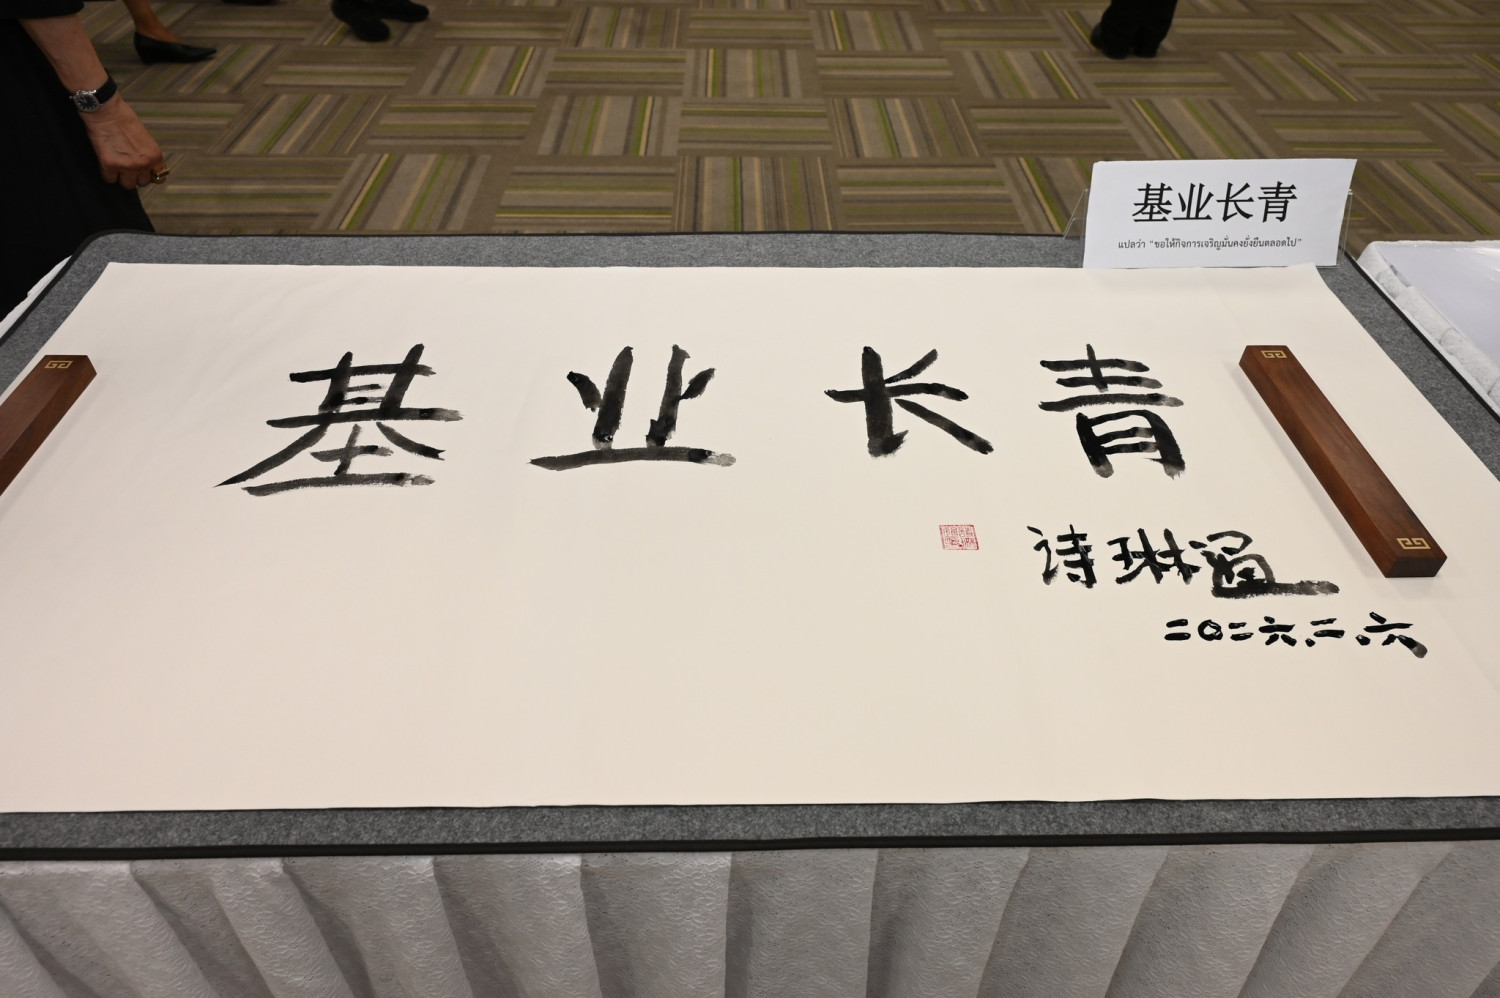 基业长青
แปลว่า "ขอให้กิจการเจริญมั่นคงยั่งยืนตลอดไป"
基业长青
诗琳通
二〇二六.二.六